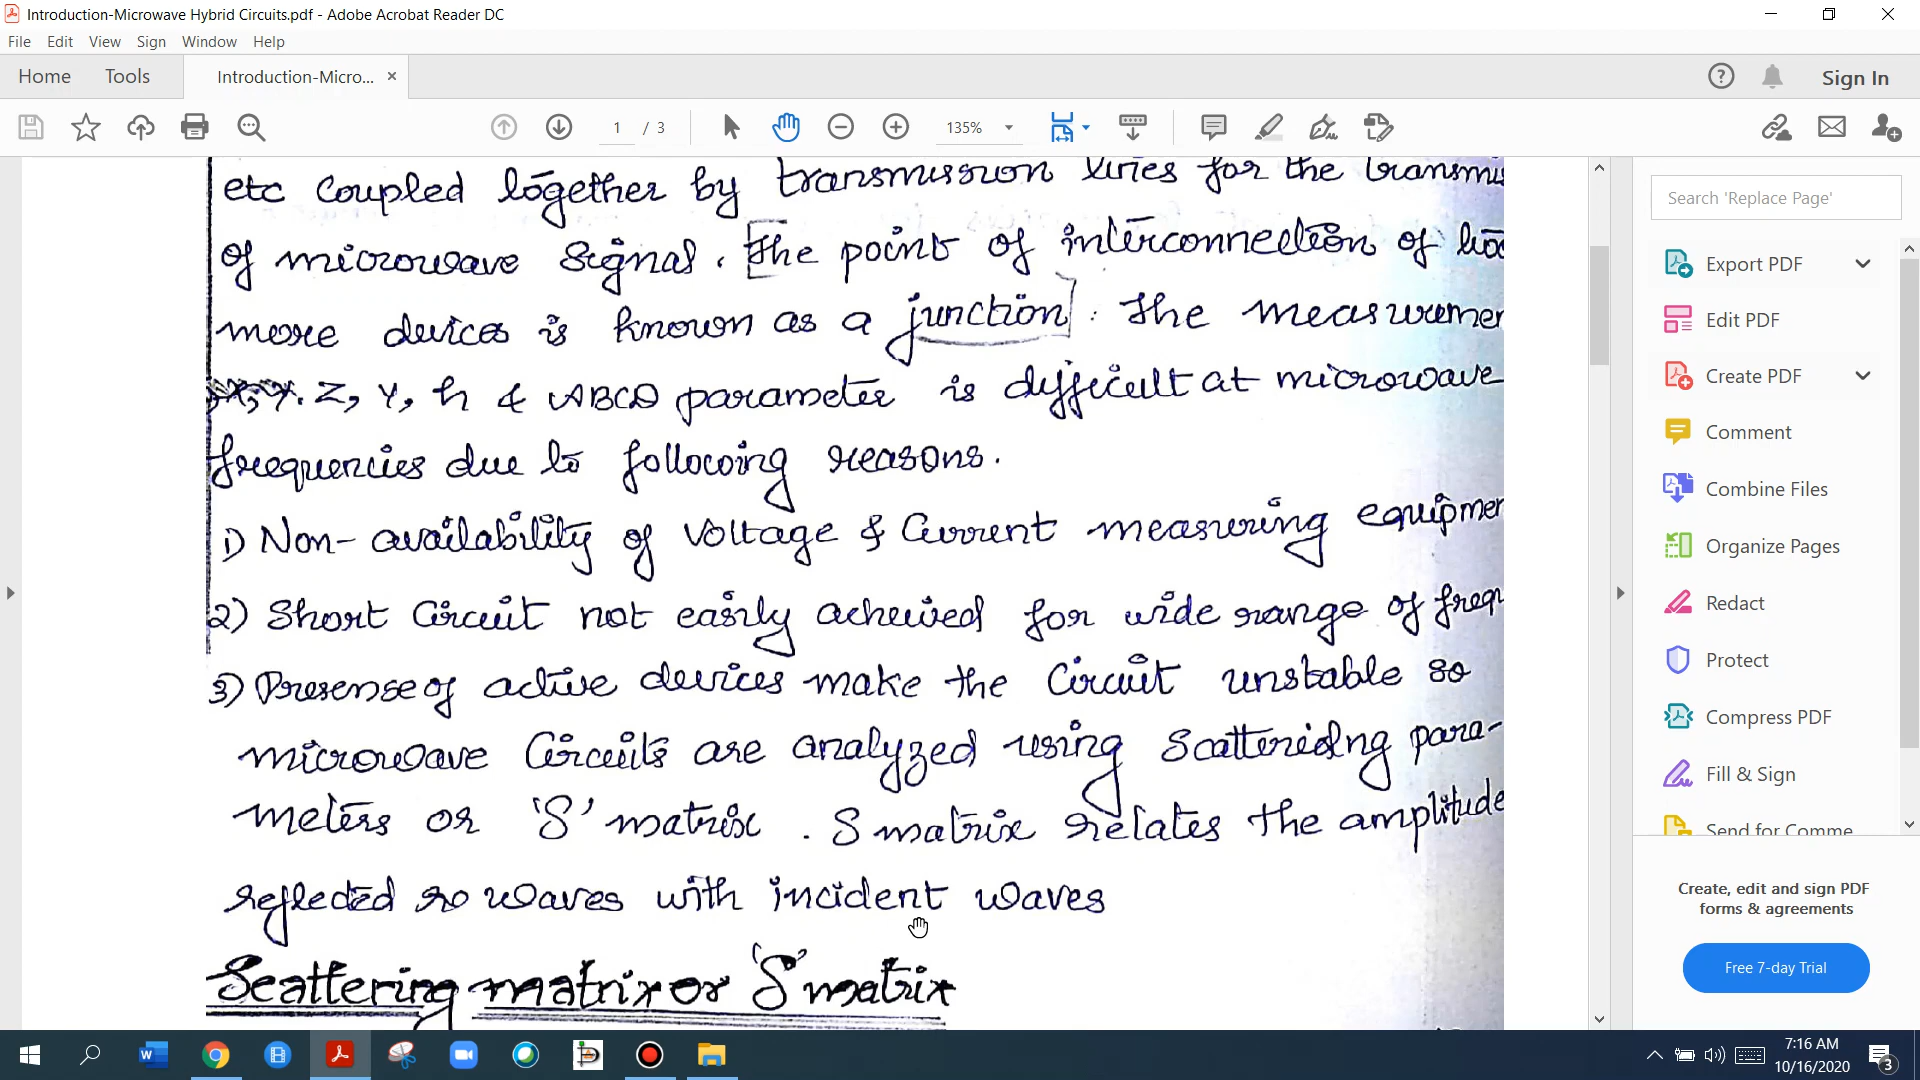 Introduction-Microwave Hybrid Circuits.pdf - Adobe Acrobat Reader DC
File Edit View Sign Window Help
Home Tools Introduction-Micro... × Sign In
1 / 3 135%
etc coupled together by transmission lines for the transmi
of microwave signal. [The point of interconnection of
more devices is known as a junction]. The measuremen
Z, Y, h & ABCD parameter is difficult at microwave
frequencies due to following reasons.
1) Non-availability of Voltage & Current measuring equipmen
2) Short Circuit not easily acheived for wide range of freq
3) Presense of active devices make the Circuit unstable so
microwave Circuits are analyzed using Scattering para-
meters or 'S' matrix. S matrix relates the amplitude
reflected waves with incident waves
Scattering matrix or 'S' matrix
Search 'Replace Page'
Export PDF
Edit PDF
Create PDF
Comment
Combine Files
Organize Pages
Redact
Protect
Compress PDF
Fill & Sign
Send for Comme
Create, edit and sign PDF
forms & agreements
Free 7-day Trial
7:16 AM
10/16/2020
3